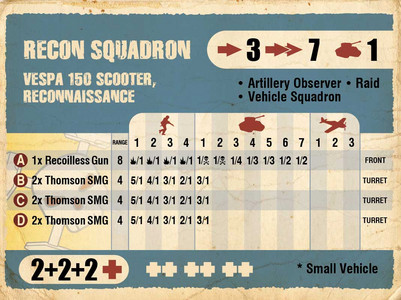 RECON SQUADRON
3 7 1
VESPA 150 SCOOTER,
RECONNAISSANCE
• Artillery Observer • Raid
• Vehicle Squadron
RANGE 1 2 3 4 1 2 3 4 5 6 7 1 2 3
A 1x Recoilless Gun 8 /1 /1 /1 /1 1/ 1/ 1/4 1/3 1/3 1/2 1/2 FRONT
B 2x Thomson SMG 4 5/1 4/1 3/1 2/1 3/1 TURRET
C 2x Thomson SMG 4 5/1 4/1 3/1 2/1 3/1 TURRET
D 2x Thomson SMG 4 5/1 4/1 3/1 2/1 3/1 TURRET
2+2+2
* Small Vehicle